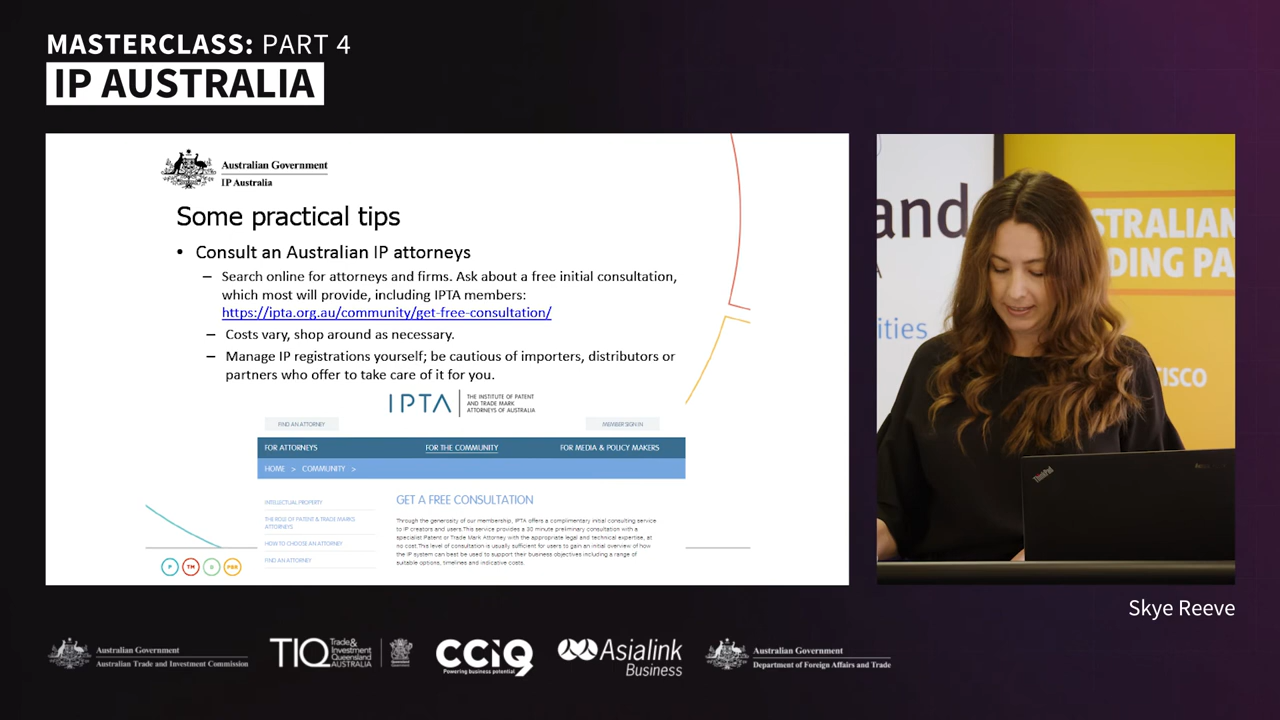 MASTERCLASS: PART 4
IP AUSTRALIA
Australian Government
IP Australia
Some practical tips
• Consult an Australian IP attorneys
– Search online for attorneys and firms. Ask about a free initial consultation,
which most will provide, including IPTA members:
https://ipta.org.au/community/get-free-consultation/
– Costs vary, shop around as necessary.
– Manage IP registrations yourself; be cautious of importers, distributors or
partners who offer to take care of it for you.
IPTA
THE INSTITUTE OF PATENT
AND TRADE MARK
ATTORNEYS OF AUSTRALIA
FIND AN ATTORNEY
MEMBER SIGN IN
FOR ATTORNEYS
FOR THE COMMUNITY
FOR MEDIA & POLICY MAKERS
HOME > COMMUNITY >
INTELLECTUAL PROPERTY
THE ROLE OF PATENT & TRADE MARKS
ATTORNEYS
HOW TO CHOOSE AN ATTORNEY
FIND AN ATTORNEY
GET A FREE CONSULTATION
Through the generosity of our membership, IPTA offers a complimentary initial consulting service
to IP creators and users. This service provides a 30 minute preliminary consultation with a
specialist Patent or Trade Mark Attorney with the appropriate legal and technical expertise, at
no cost. This level of consultation is usually sufficient for users to gain an initial overview of how
the IP system can best be used to support their business objectives including a range of
suitable options, timelines and indicative costs.
P TM D PBR
and
STRALIAN
DING PA
ities
CISCO
ThinkPad
Skye Reeve
Australian Government
Australian Trade and Investment Commission
TIQ
Trade&
Investment
Queensland
AUSTRALIA
CCIQ
Powering business potential
Asialink
Business
Australian Government
Department of Foreign Affairs and Trade